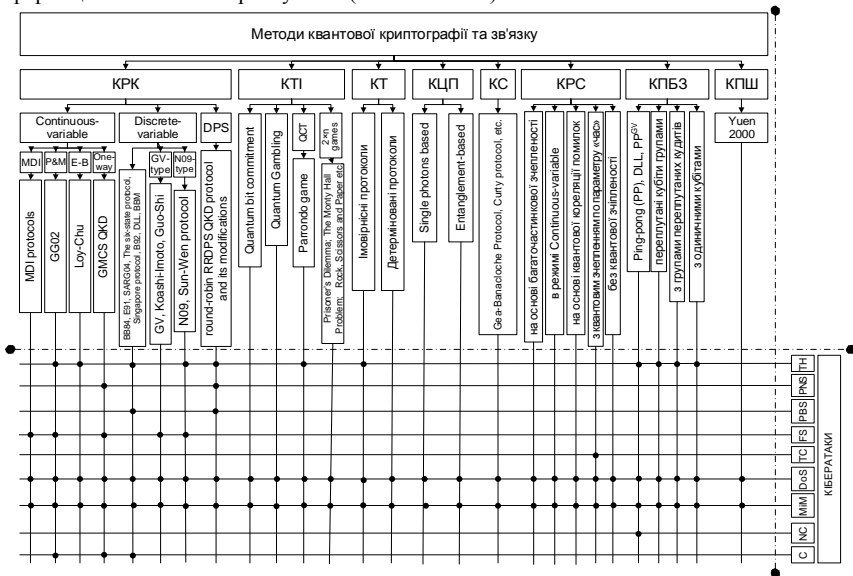 Методи квантової криптографії та зв'язку
КРК
КТІ
КТ
КЦП
КС
КРС
КПБЗ
КПШ
Continuous-
variable
Discrete-
variable
DPS
QCT
2×n
games
Yuen
2000
MDI
P&M
E-B
One-
way
GV-
type
N09-
type
MDI protocols
GG02
Loy-Chu
GMCS QKD
BB84, E91, SARG04, The six-state protocol,
Singapore protocol, B92, DLL, BBM
GV, Koashi-Imoto, Guo-Shi
N09, Sun-Wen protocol
round-robin RRDPS QKD protocol
and its modifications
Quantum bit commitment
Quantum Gambling
Parrondo game
Prisoner's Dilemma; The Monty Hall
Problem; Rock, Scissors and Paper etc
Імовірнісні протоколи
Детерміновані протоколи
Single photons based
Entanglement-based
Gea-Banacloche Protocol, Curty protocol, etc.
на основі багаточастинкової зчепленості
в режимі Continuous-variable
на основі квантової кореляції помилок
з квантовим зчепленням по параметру «час»
без квантової зчіпленості
Ping-pong (PP), DLL, PPGV
переплутані кубіти групами
з групами переплутаних кудитів
з одиничними кубітами
TH
PNS
PBS
FS
TC
DoS
MiM
NC
C
КІБЕРАТАКИ